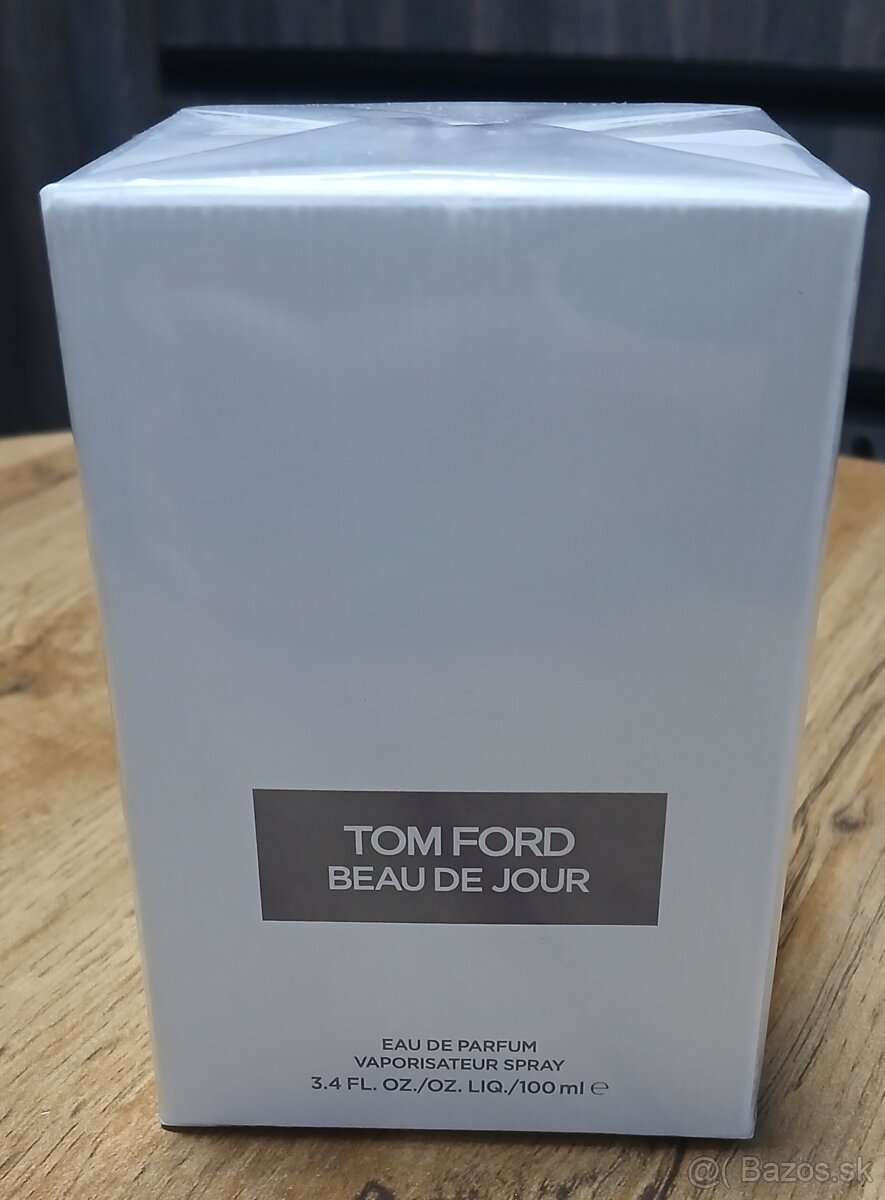 TOM FORD
BEAU DE JOUR
EAU DE PARFUM
VAPORISATEUR SPRAY
3.4 FL. OZ./OZ. LIQ./100 ml ℮
@( Bazos.sk